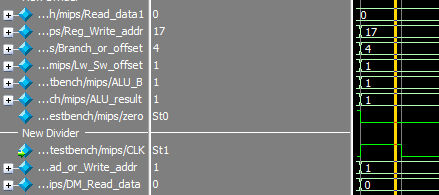 ...h/mips/Read_data1 0 0
...ps/Reg_Write_addr 17 17
...s/Branch_or_offset 4 4
...mips/Lw_Sw_offset 1 1
...tbench/mips/ALU_B 1 1
...ch/mips/ALU_result 1 1
...estbench/mips/zero St0
New Divider
...testbench/mips/CLK St1
...ad_or_Write_addr 1 1
...ips/DM_Read_data 0 0